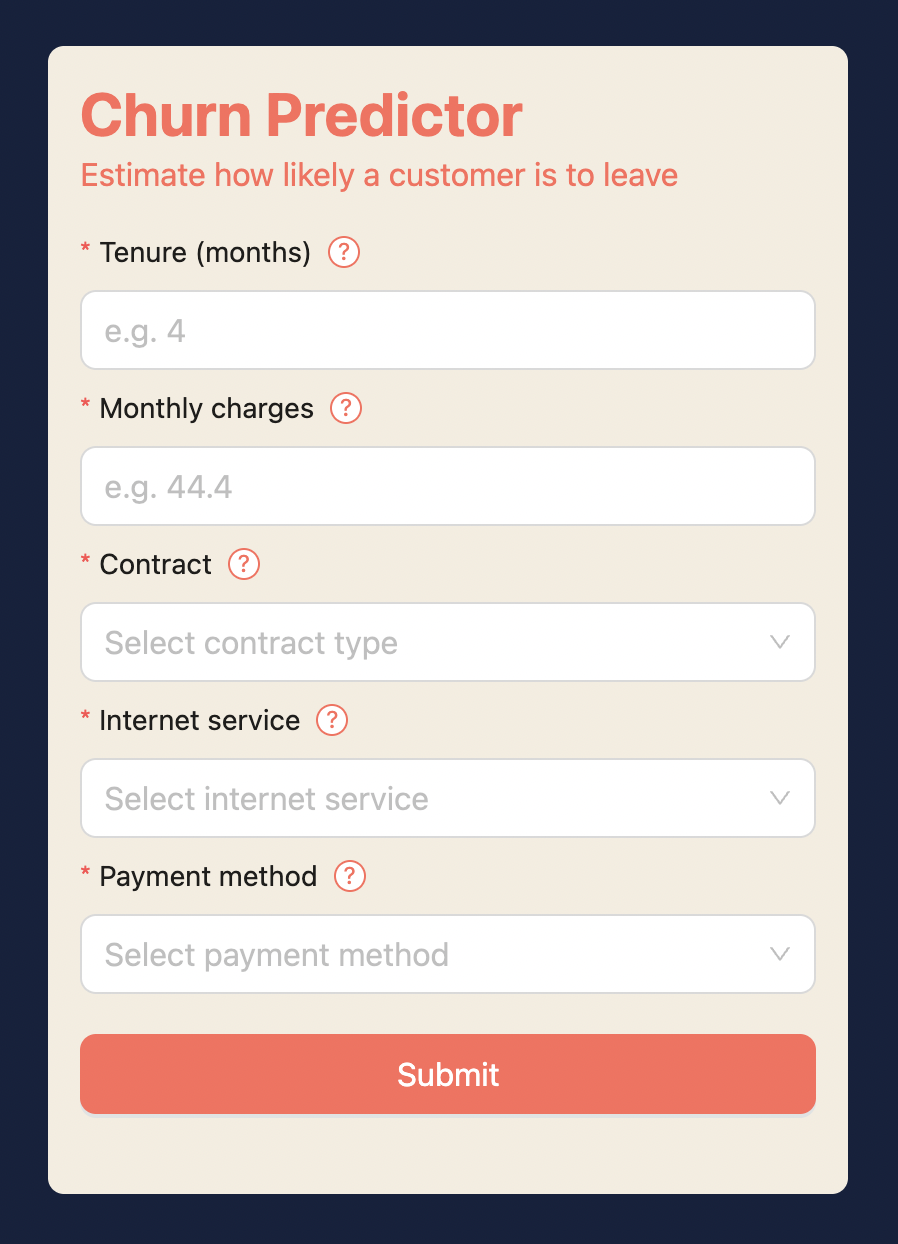 Churn Predictor
Estimate how likely a customer is to leave
* Tenure (months) ?
e.g. 4
* Monthly charges ?
e.g. 44.4
* Contract ?
Select contract type
* Internet service ?
Select internet service
* Payment method ?
Select payment method
Submit